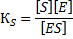 K_S = [S][E] / [ES]